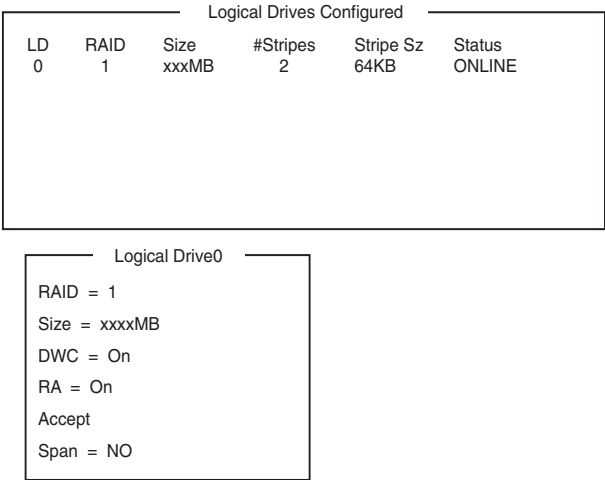 Logical Drives Configured
LD RAID Size #Stripes Stripe Sz Status
0 1 xxxMB 2 64KB ONLINE
Logical Drive0
RAID = 1
Size = xxxxMB
DWC = On
RA = On
Accept
Span = NO